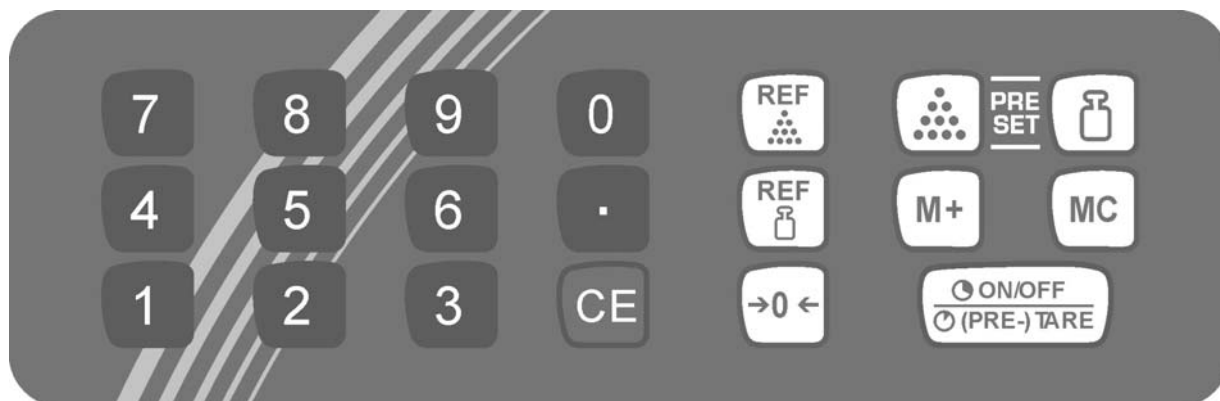 7 8 9 0 REF PRE
SET
4 5 6 . REF M+ MC
1 2 3 CE →0← ON/OFF
(PRE-)TARE